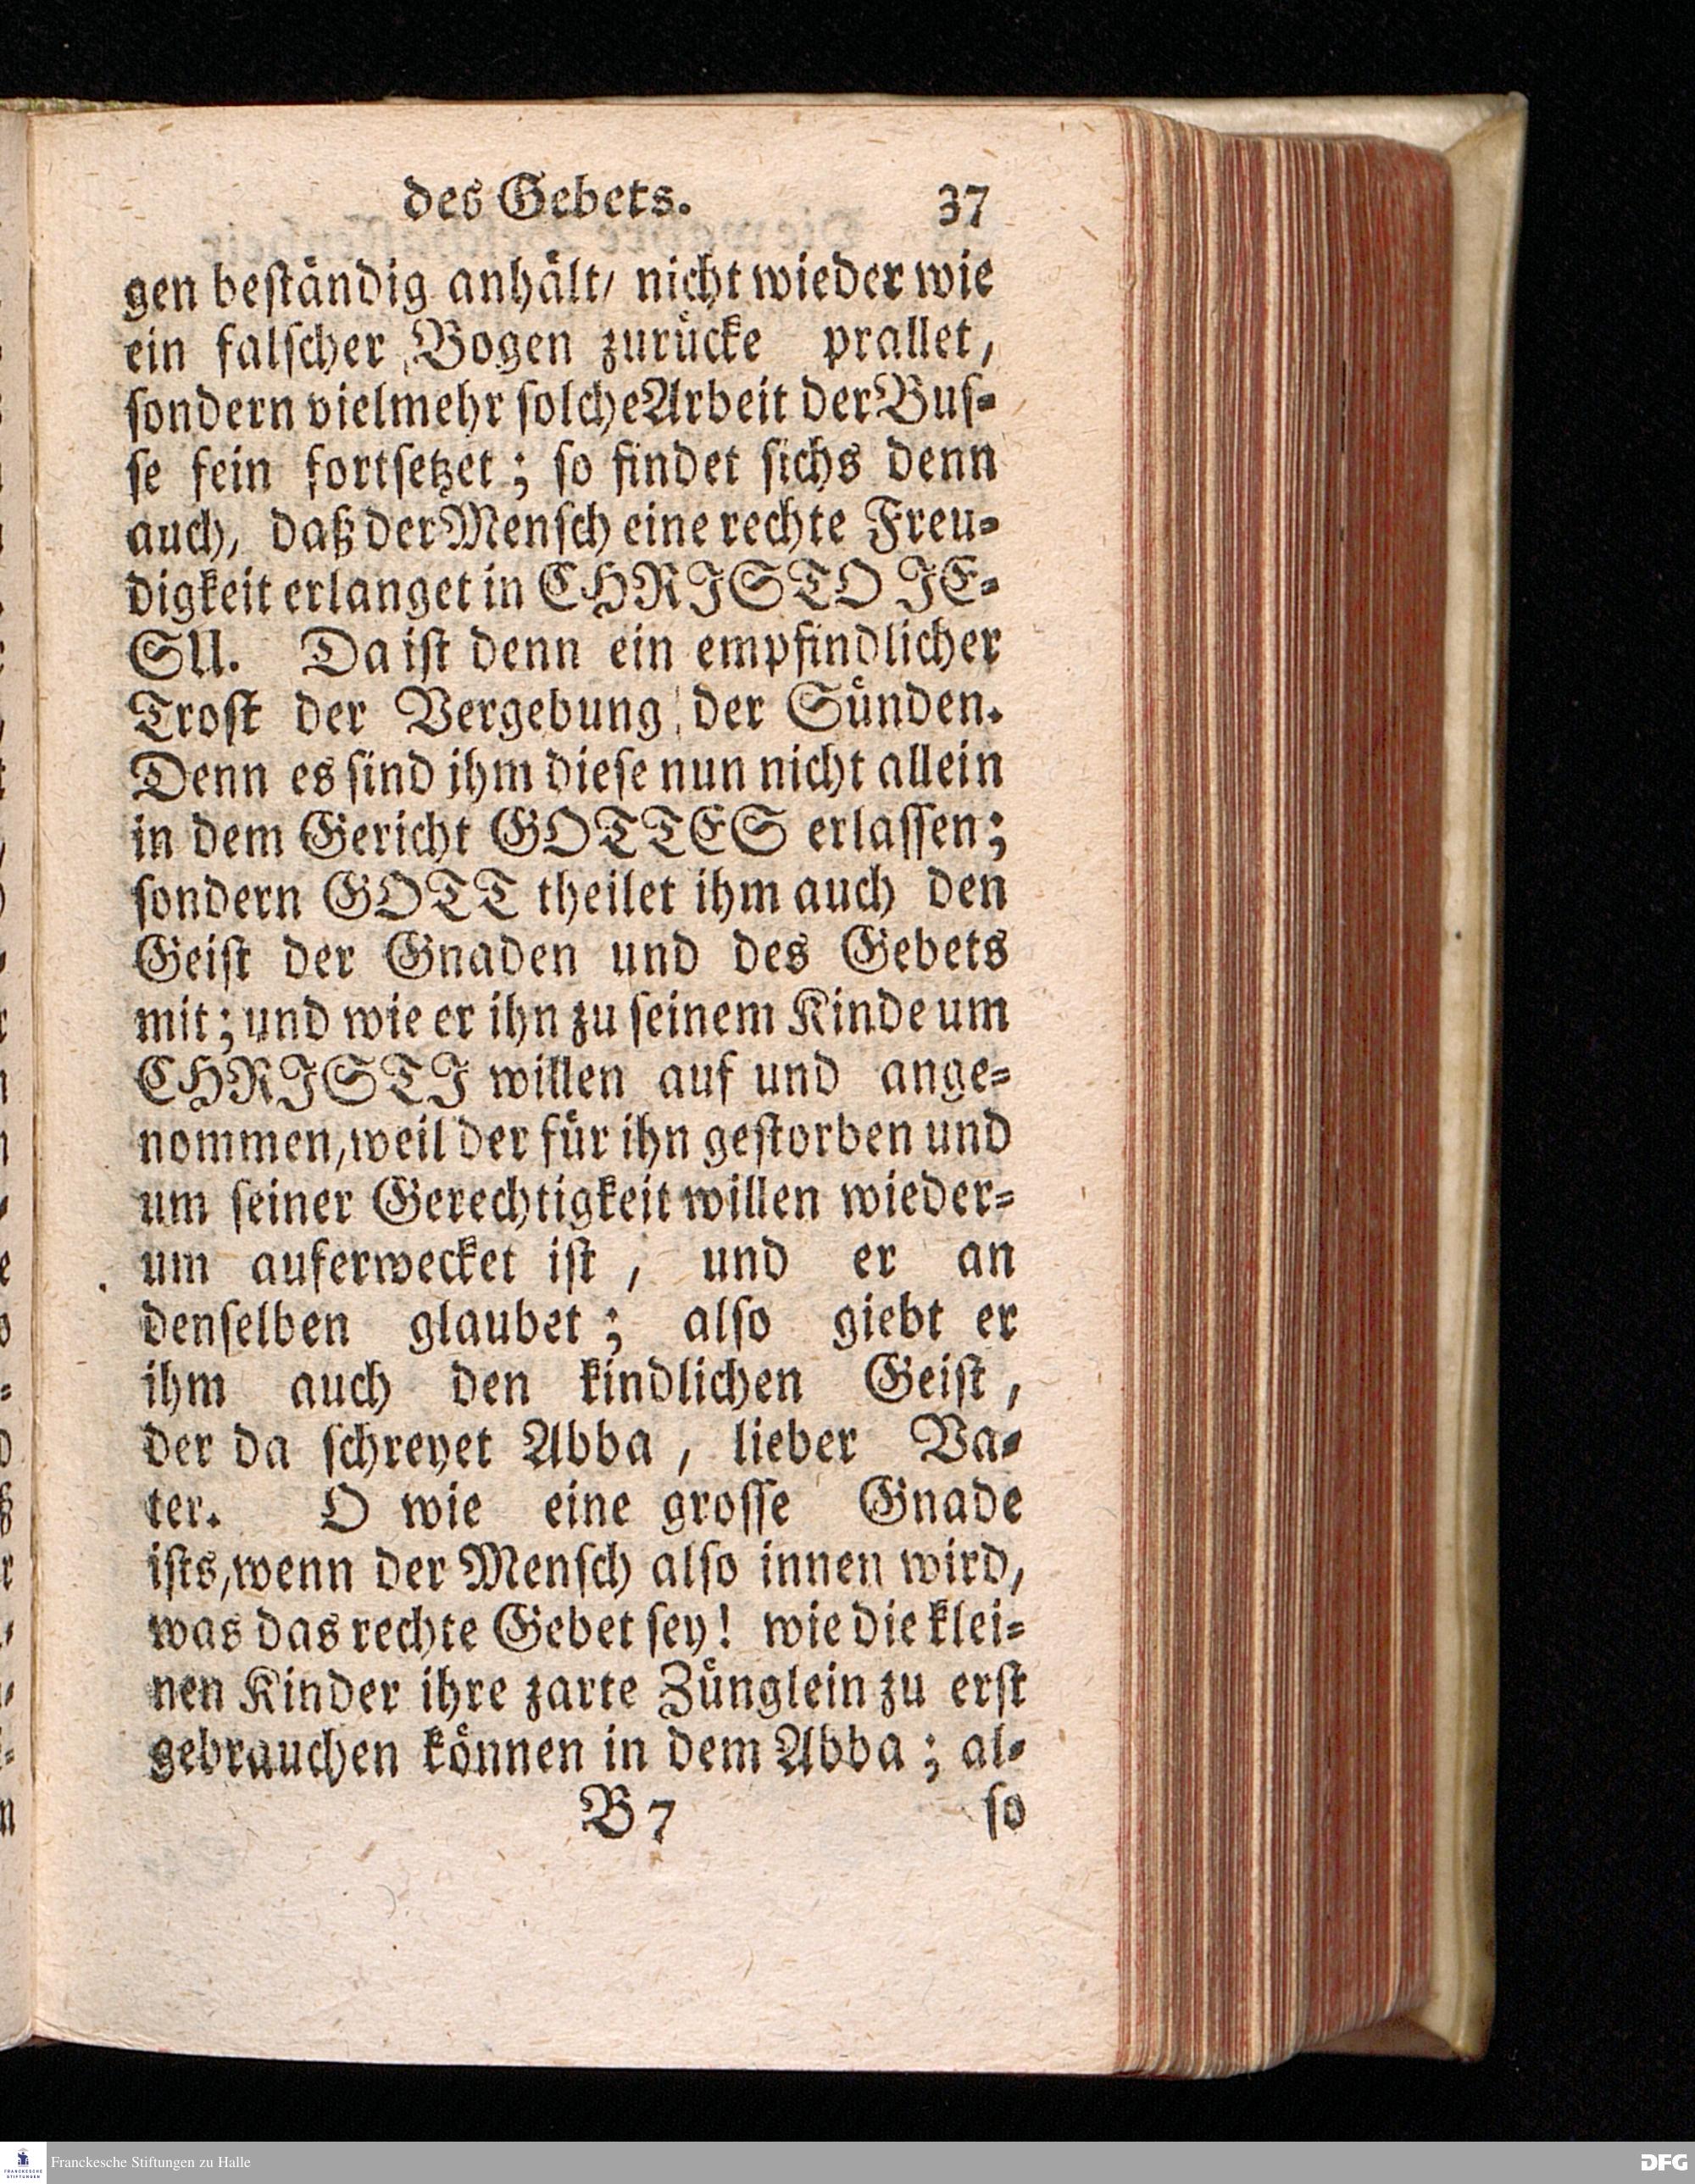 des Gebets. 37
gen beſtändig anhält/ nicht wieder wie
ein falſcher Bogen zurücke prallet,
ſondern vielmehr ſolche Arbeit der Buſ-
ſe fein fortſetzet; ſo findet ſichs denn
auch, daß der Menſch eine rechte Freu-
digkeit erlanget in CHRISTO JE-
SU. Da iſt denn ein empfindlicher
Troſt der Vergebung der Sünden.
Denn es ſind ihm dieſe nun nicht allein
in dem Gericht GOTTES erlaſſen;
ſondern GOTT theilet ihm auch den
Geiſt der Gnaden und des Gebets
mit; und wie er ihn zu ſeinem Kinde um
CHRISTI willen auf und ange-
nommen, weil der für ihn geſtorben und
um ſeiner Gerechtigkeit willen wieder-
um auferwecket iſt, und er an
denſelben glaubet; alſo giebt er
ihm auch den kindlichen Geiſt,
der da ſchreyet Abba, lieber Va-
ter. O wie eine groſſe Gnade
iſts, wenn der Menſch alſo innen wird,
was das rechte Gebet ſey! wie die klei-
nen Kinder ihre zarte Zünglein zu erſt
gebrauchen können in dem Abba; al-
B 7 ſo
Franckesche Stiftungen zu Halle
FRANCKESCHE STIFTUNGEN
DFG